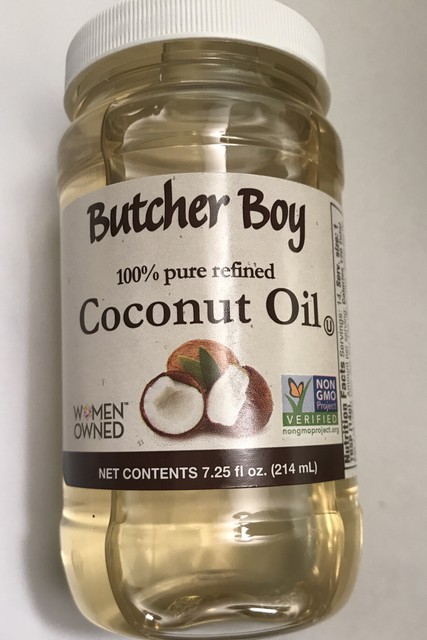 Butcher Boy
100% pure refined
Coconut Oil
U
WOMEN™
OWNED
NON
GMO
Project
VERIFIED
nongmoproject.org
NET CONTENTS 7.25 fl oz. (214 mL)
Nutrition Facts